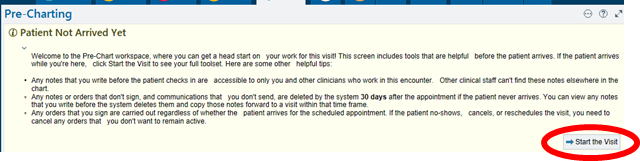 Pre-Charting
Patient Not Arrived Yet
Welcome to the Pre-Chart workspace, where you can get a head start on your work for this visit! This screen includes tools that are helpful before the patient arrives. If the patient arrives
while you're here, click Start the Visit to see your full toolset. Here are some other helpful tips:
• Any notes that you write before the patient checks in are accessible to only you and other clinicians who work in this encounter. Other clinical staff can't find these notes elsewhere in the
chart.
• Any notes or orders that don't sign, and communications that you don't send, are deleted by the system 30 days after the appointment if the patient never arrives. You can view any notes
that you write before the system deletes them and copy those notes forward to a visit within that time frame.
• Any orders that you sign are carried out regardless of whether the patient arrives for the scheduled appointment. If the patient no-shows, cancels, or reschedules the visit, you need to
cancel any orders that you don't want to remain active.
Start the Visit